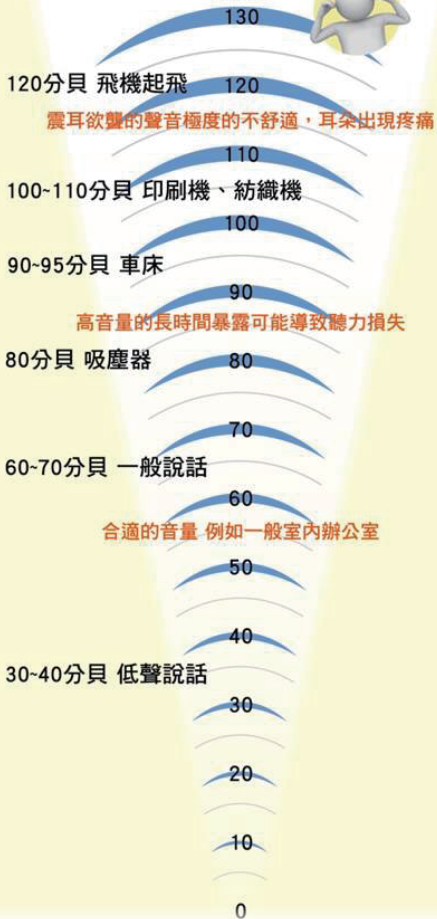 130
120分貝 飛機起飛
120
震耳欲聾的聲音極度的不舒適，耳朵出現疼痛
110
100~110分貝 印刷機、紡織機
100
90~95分貝 車床
90
高音量的長時間暴露可能導致聽力損失
80分貝 吸塵器
80
70
60~70分貝 一般說話
60
合適的音量 例如一般室內辦公室
50
40
30~40分貝 低聲說話
30
20
10
0